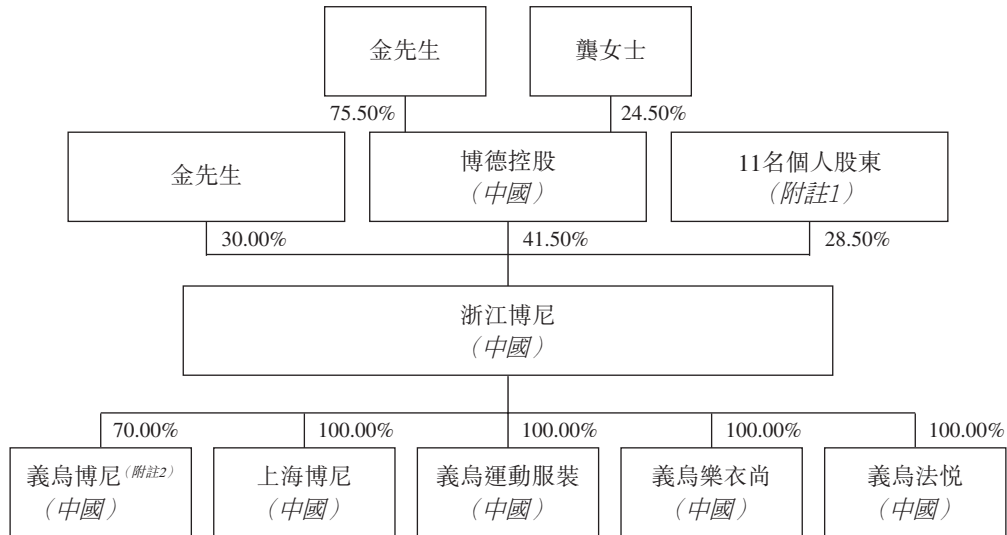 金先生
龔女士
75.50%
24.50%
金先生
博德控股
（中國）
11名個人股東
（附註1）
30.00%
41.50%
28.50%
浙江博尼
（中國）
70.00%
100.00%
100.00%
100.00%
100.00%
義烏博尼（附註2）
（中國）
上海博尼
（中國）
義烏運動服裝
（中國）
義烏樂衣尚
（中國）
義烏法悦
（中國）